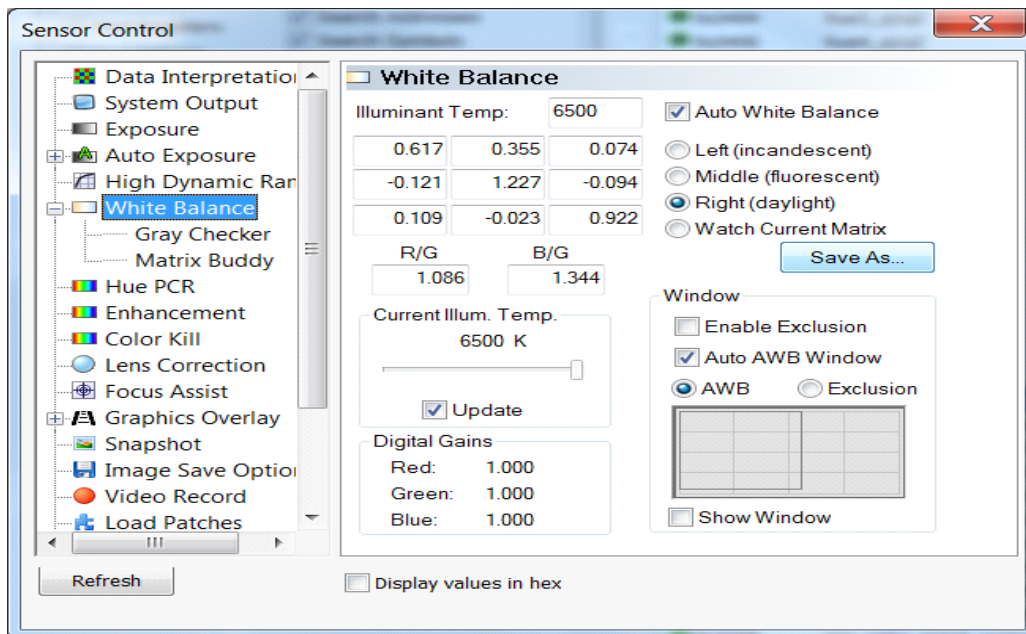 Sensor Control
Data Interpretation
System Output
Exposure
Auto Exposure
High Dynamic Ran
White Balance
Gray Checker
Matrix Buddy
Hue PCR
Enhancement
Color Kill
Lens Correction
Focus Assist
Graphics Overlay
Snapshot
Image Save Option
Video Record
Load Patches
Refresh
White Balance
Illuminant Temp: 6500
0.617 0.355 0.074
-0.121 1.227 -0.094
0.109 -0.023 0.922
R/G B/G
1.086 1.344
Current Illum. Temp.
6500 K
Update
Digital Gains
Red: 1.000
Green: 1.000
Blue: 1.000
Auto White Balance
Left (incandescent)
Middle (fluorescent)
Right (daylight)
Watch Current Matrix
Save As...
Window
Enable Exclusion
Auto AWB Window
AWB Exclusion
Show Window
Display values in hex